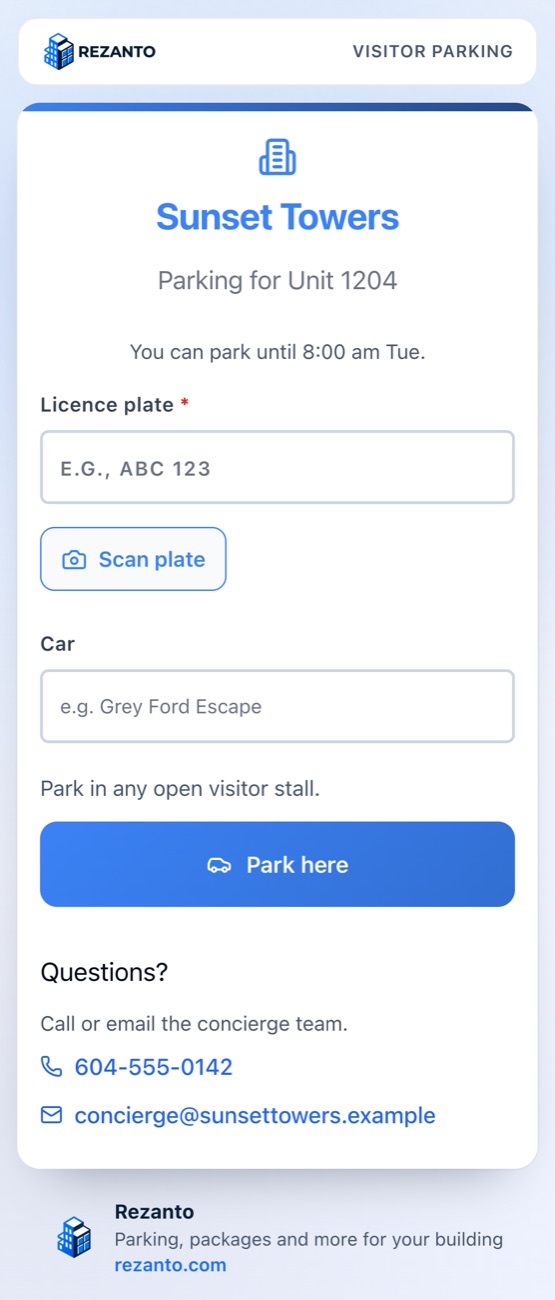 REZANTO
VISITOR PARKING
Sunset Towers
Parking for Unit 1204
You can park until 8:00 am Tue.
Licence plate *
E.G., ABC 123
Scan plate
Car
e.g. Grey Ford Escape
Park in any open visitor stall.
Park here
Questions?
Call or email the concierge team.
604-555-0142
concierge@sunsettowers.example
Rezanto
Parking, packages and more for your building
rezanto.com